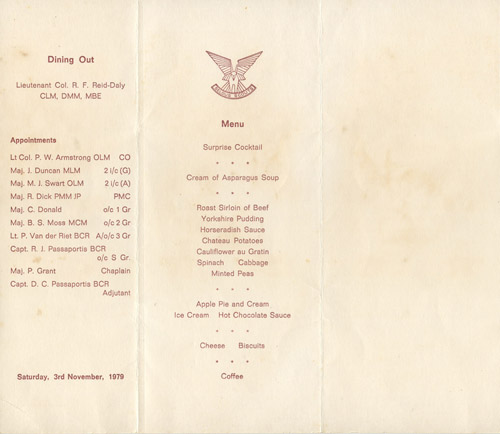 Dining Out
Lieutenant Col. R. F. Reid-Daly
CLM, DMM, MBE
Appointments
Lt Col. P. W. Armstrong OLM CO
Maj. J. Duncan MLM 2 i/c (G)
Maj. M. J. Swart OLM 2 i/c (A)
Maj. R. Dick PMM JP PMC
Maj. C. Donald o/c 1 Gr
Maj. B. S. Moss MCM o/c 2 Gr
Lt. P. Van der Riet BCR A/o/c 3 Gr
Capt. R. J. Passaportis BCR
o/c S Gr.
Maj. P. Grant Chaplain
Capt. D. C. Passaportis BCR
Adjutant
Saturday, 3rd November, 1979
Menu
Surprise Cocktail
* * *
Cream of Asparagus Soup
* * *
Roast Sirloin of Beef
Yorkshire Pudding
Horseradish Sauce
Chateau Potatoes
Cauliflower au Gratin
Spinach Cabbage
Minted Peas
* * *
Apple Pie and Cream
Ice Cream Hot Chocolate Sauce
* * *
Cheese Biscuits
* * *
Coffee